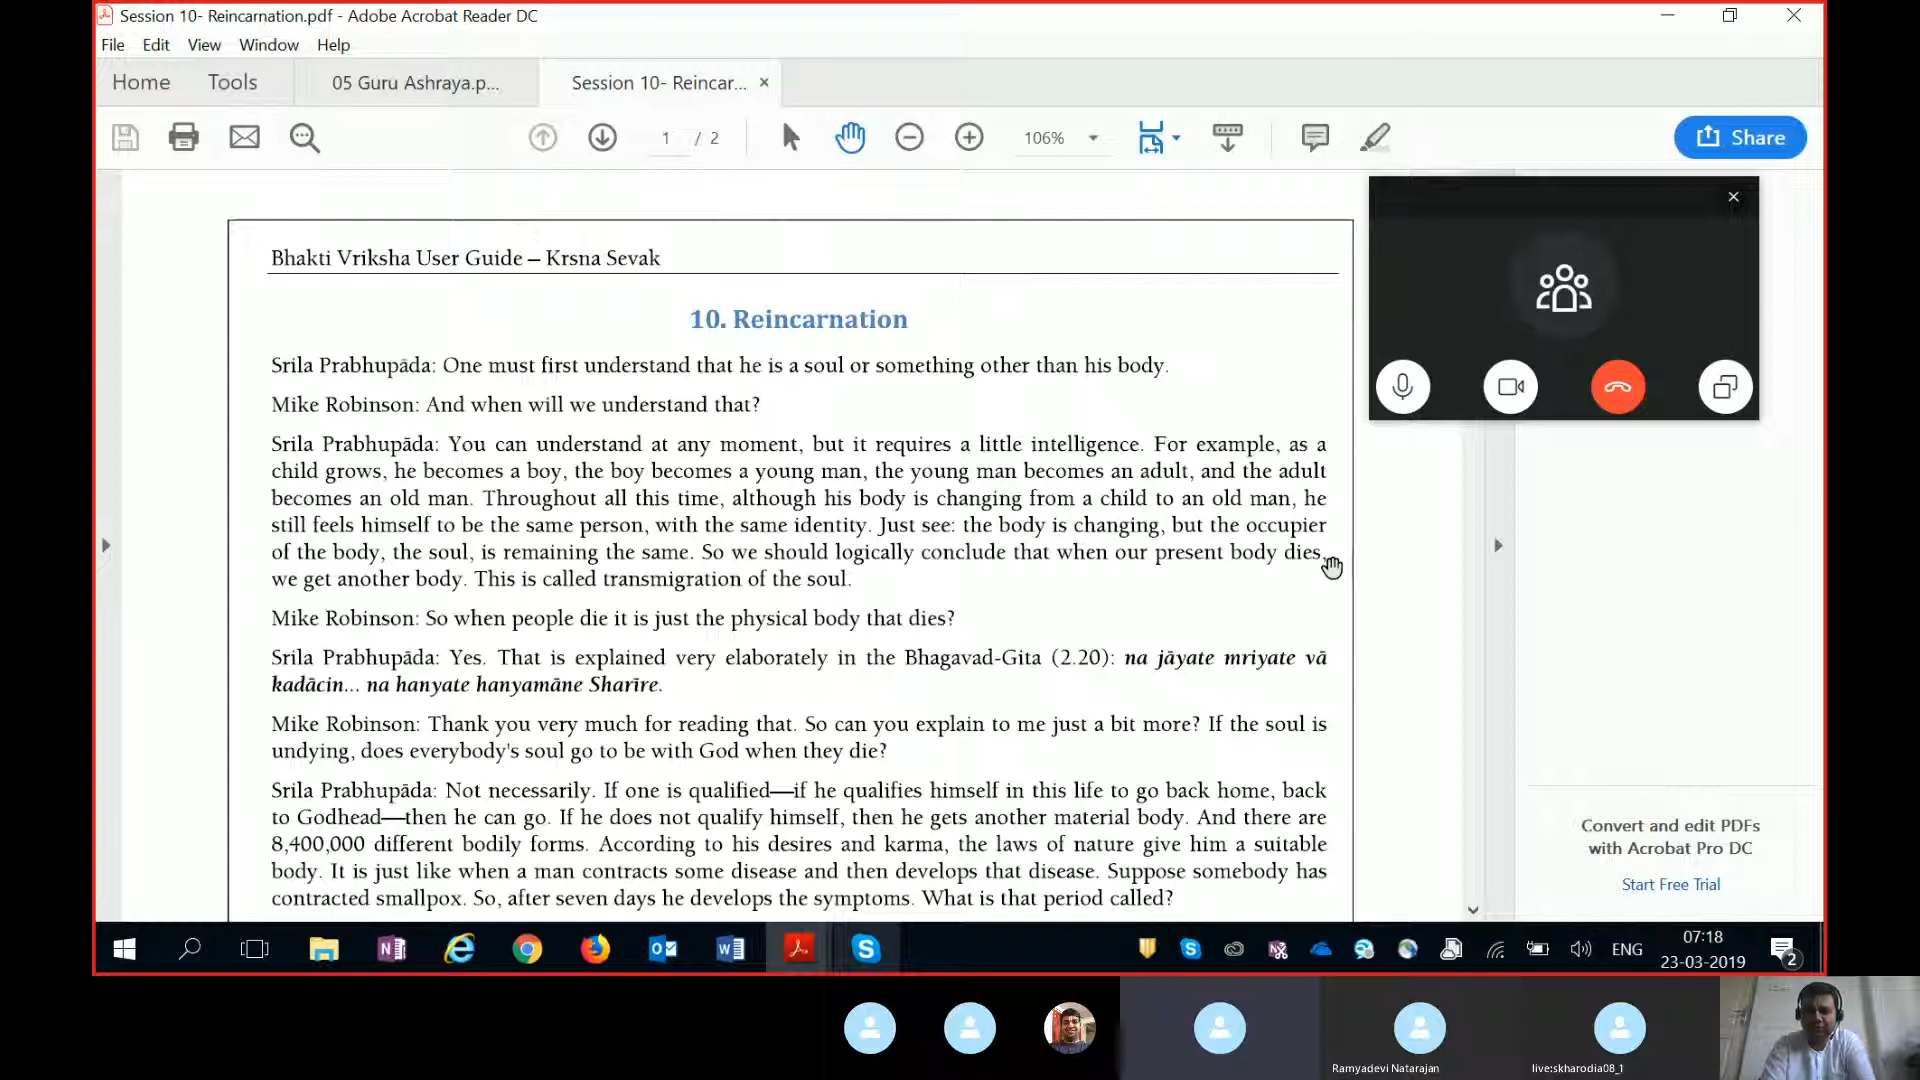 Session 10- Reincarnation.pdf - Adobe Acrobat Reader DC
File Edit View Window Help
Home Tools 05 Guru Ashraya.p... Session 10- Reincar...
1 / 2 106% Share
Bhakti Vriksha User Guide – Krsna Sevak
10. Reincarnation
Srila Prabhupāda: One must first understand that he is a soul or something other than his body.
Mike Robinson: And when will we understand that?
Srila Prabhupāda: You can understand at any moment, but it requires a little intelligence. For example, as a
child grows, he becomes a boy, the boy becomes a young man, the young man becomes an adult, and the adult
becomes an old man. Throughout all this time, although his body is changing from a child to an old man, he
still feels himself to be the same person, with the same identity. Just see: the body is changing, but the occupier
of the body, the soul, is remaining the same. So we should logically conclude that when our present body dies,
we get another body. This is called transmigration of the soul.
Mike Robinson: So when people die it is just the physical body that dies?
Srila Prabhupāda: Yes. That is explained very elaborately in the Bhagavad-Gita (2.20): na jāyate mriyate vā
kadācin... na hanyate hanyamāne Sharīre.
Mike Robinson: Thank you very much for reading that. So can you explain to me just a bit more? If the soul is
undying, does everybody's soul go to be with God when they die?
Srila Prabhupāda: Not necessarily. If one is qualified—if he qualifies himself in this life to go back home, back
to Godhead—then he can go. If he does not qualify himself, then he gets another material body. And there are
8,400,000 different bodily forms. According to his desires and karma, the laws of nature give him a suitable
body. It is just like when a man contracts some disease and then develops that disease. Suppose somebody has
contracted smallpox. So, after seven days he develops the symptoms. What is that period called?
Convert and edit PDFs
with Acrobat Pro DC
Start Free Trial
ENG
07:18
23-03-2019
2
Ramyadevi Natarajan
live:skharodia08_1